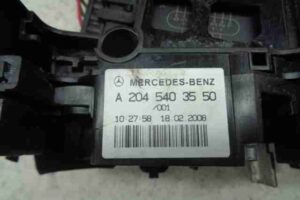 MERCEDES-BENZ
A 204 540 35 50
/001
10:27:58 18.02.2008